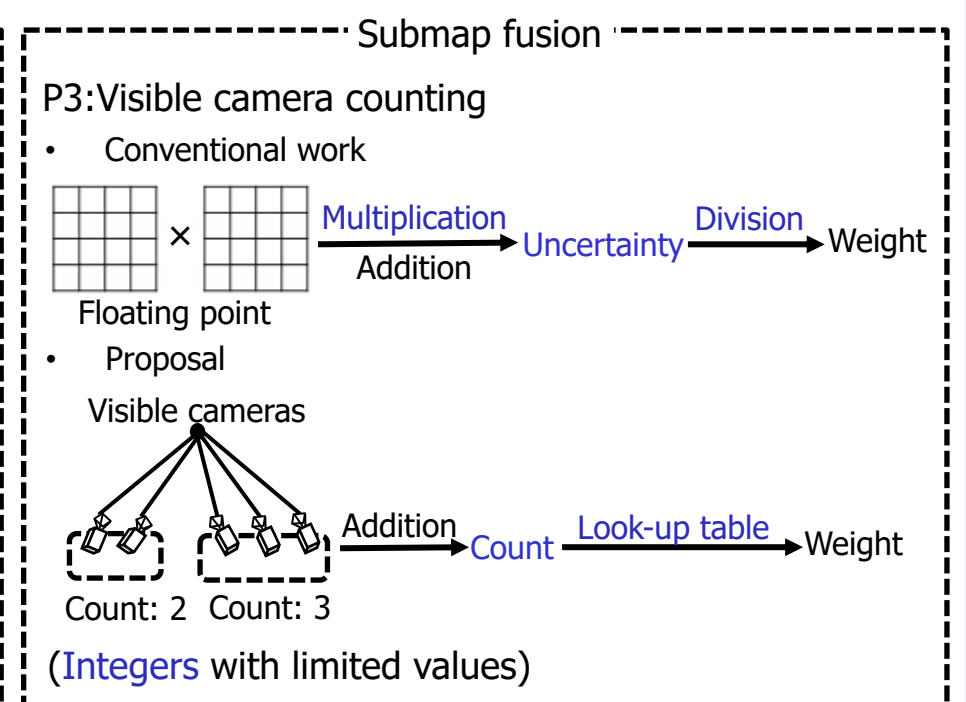 Submap fusion
P3:Visible camera counting
• Conventional work
× Multiplication Uncertainty Division Weight
Addition
Floating point
• Proposal
Visible cameras
Addition Count Look-up table Weight
Count: 2 Count: 3
(Integers with limited values)